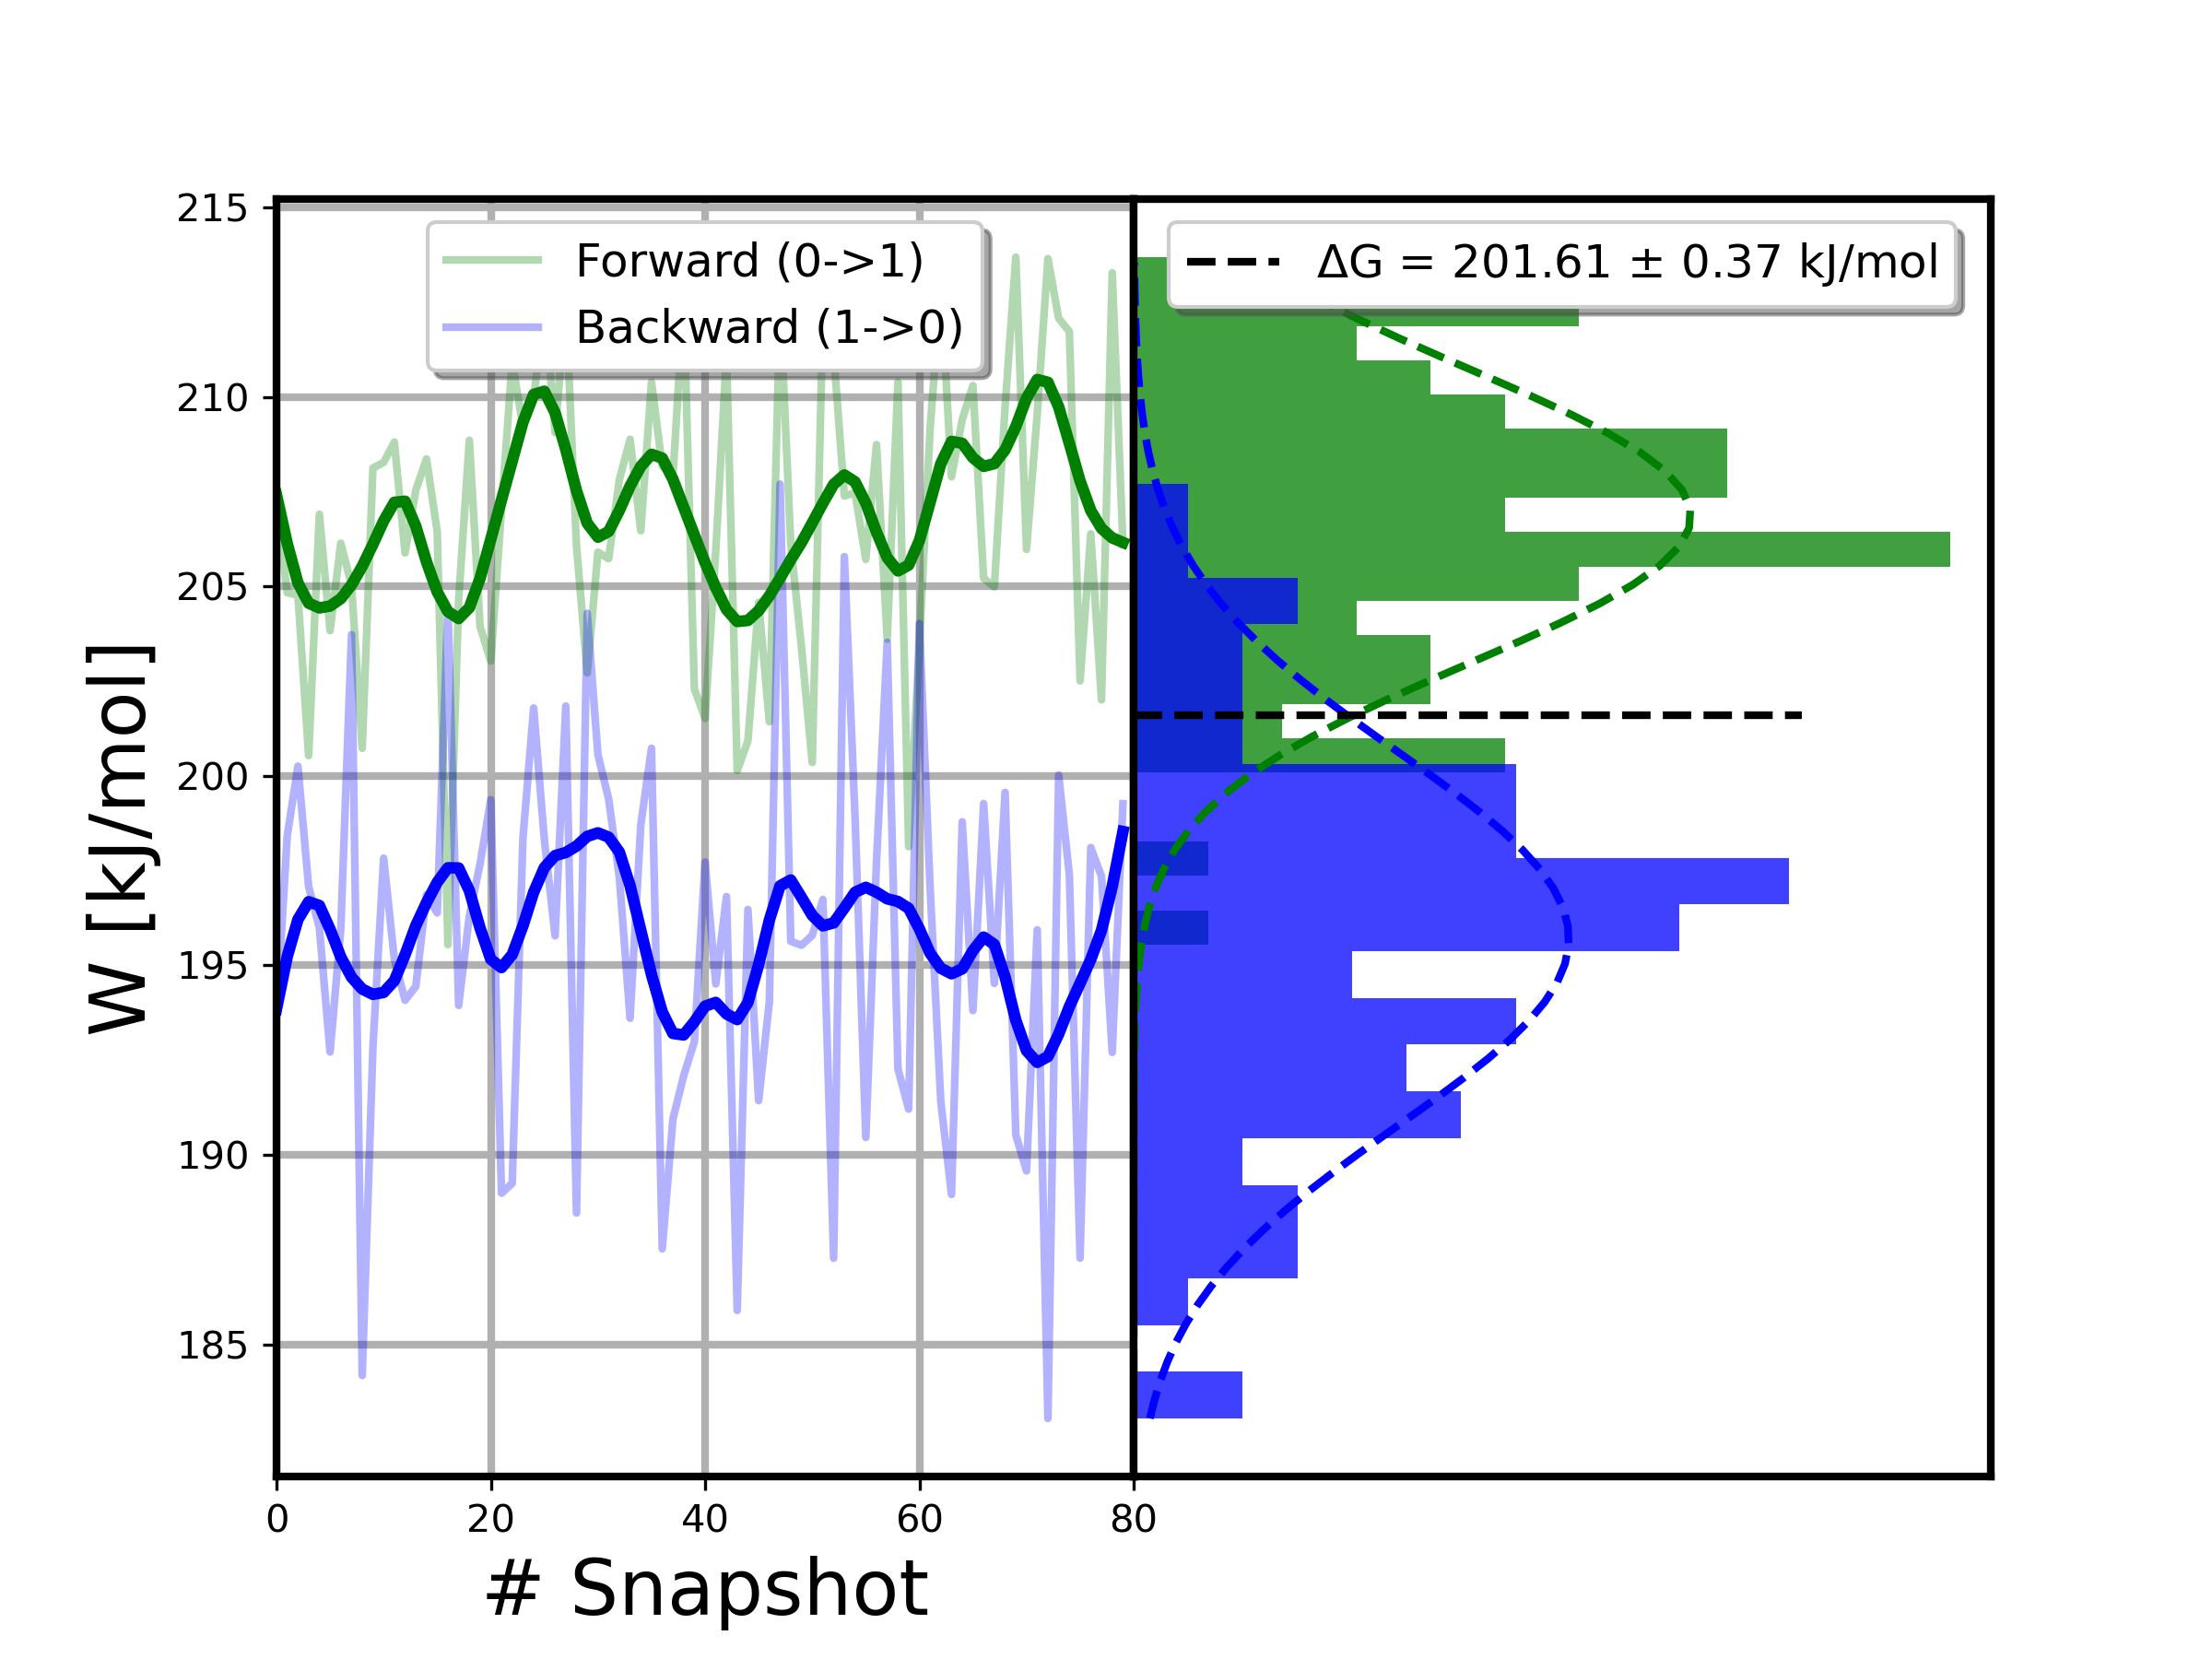 215
210
205
200
195
190
185
W [kJ/mol]
Forward (0->1)
Backward (1->0)
ΔG = 201.61 ± 0.37 kJ/mol
0 20 40 60 80
# Snapshot